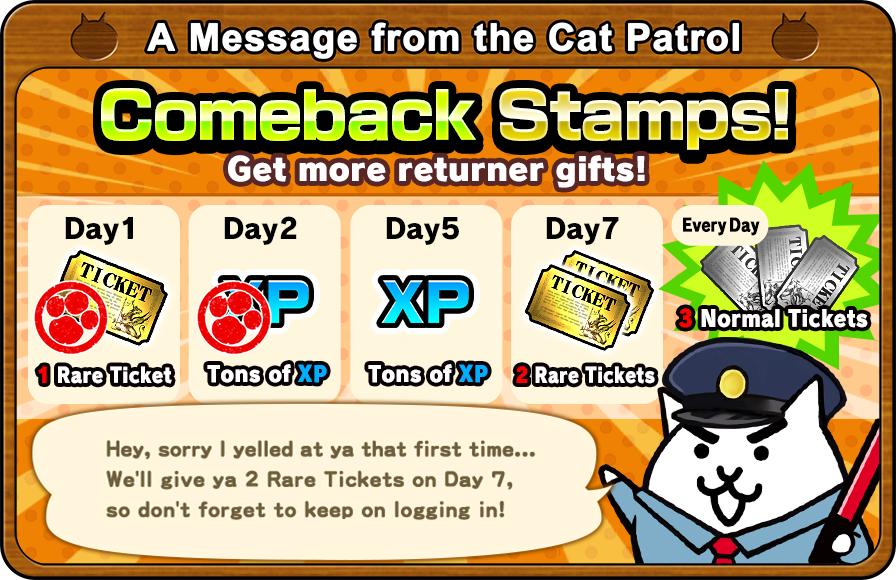 A Message from the Cat Patrol
Comeback Stamps!
Get more returner gifts!
Day1
Day2
Day5
Day7
Every Day
TICKET
XP
XP
TICKET
TICKET
TICKET
1 Rare Ticket
Tons of XP
Tons of XP
2 Rare Tickets
3 Normal Tickets
Hey, sorry I yelled at ya that first time...
We'll give ya 2 Rare Tickets on Day 7,
so don't forget to keep on logging in!